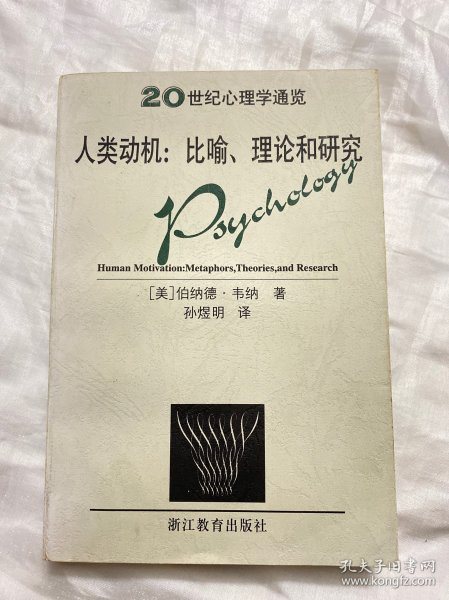 20世纪心理学通览
人类动机：比喻、理论和研究
Psychology
Human Motivation:Metaphors,Theories,and Research
[美]伯纳德·韦纳 著
孙煜明 译
浙江教育出版社
孔夫子旧书网
www.kongfz.com